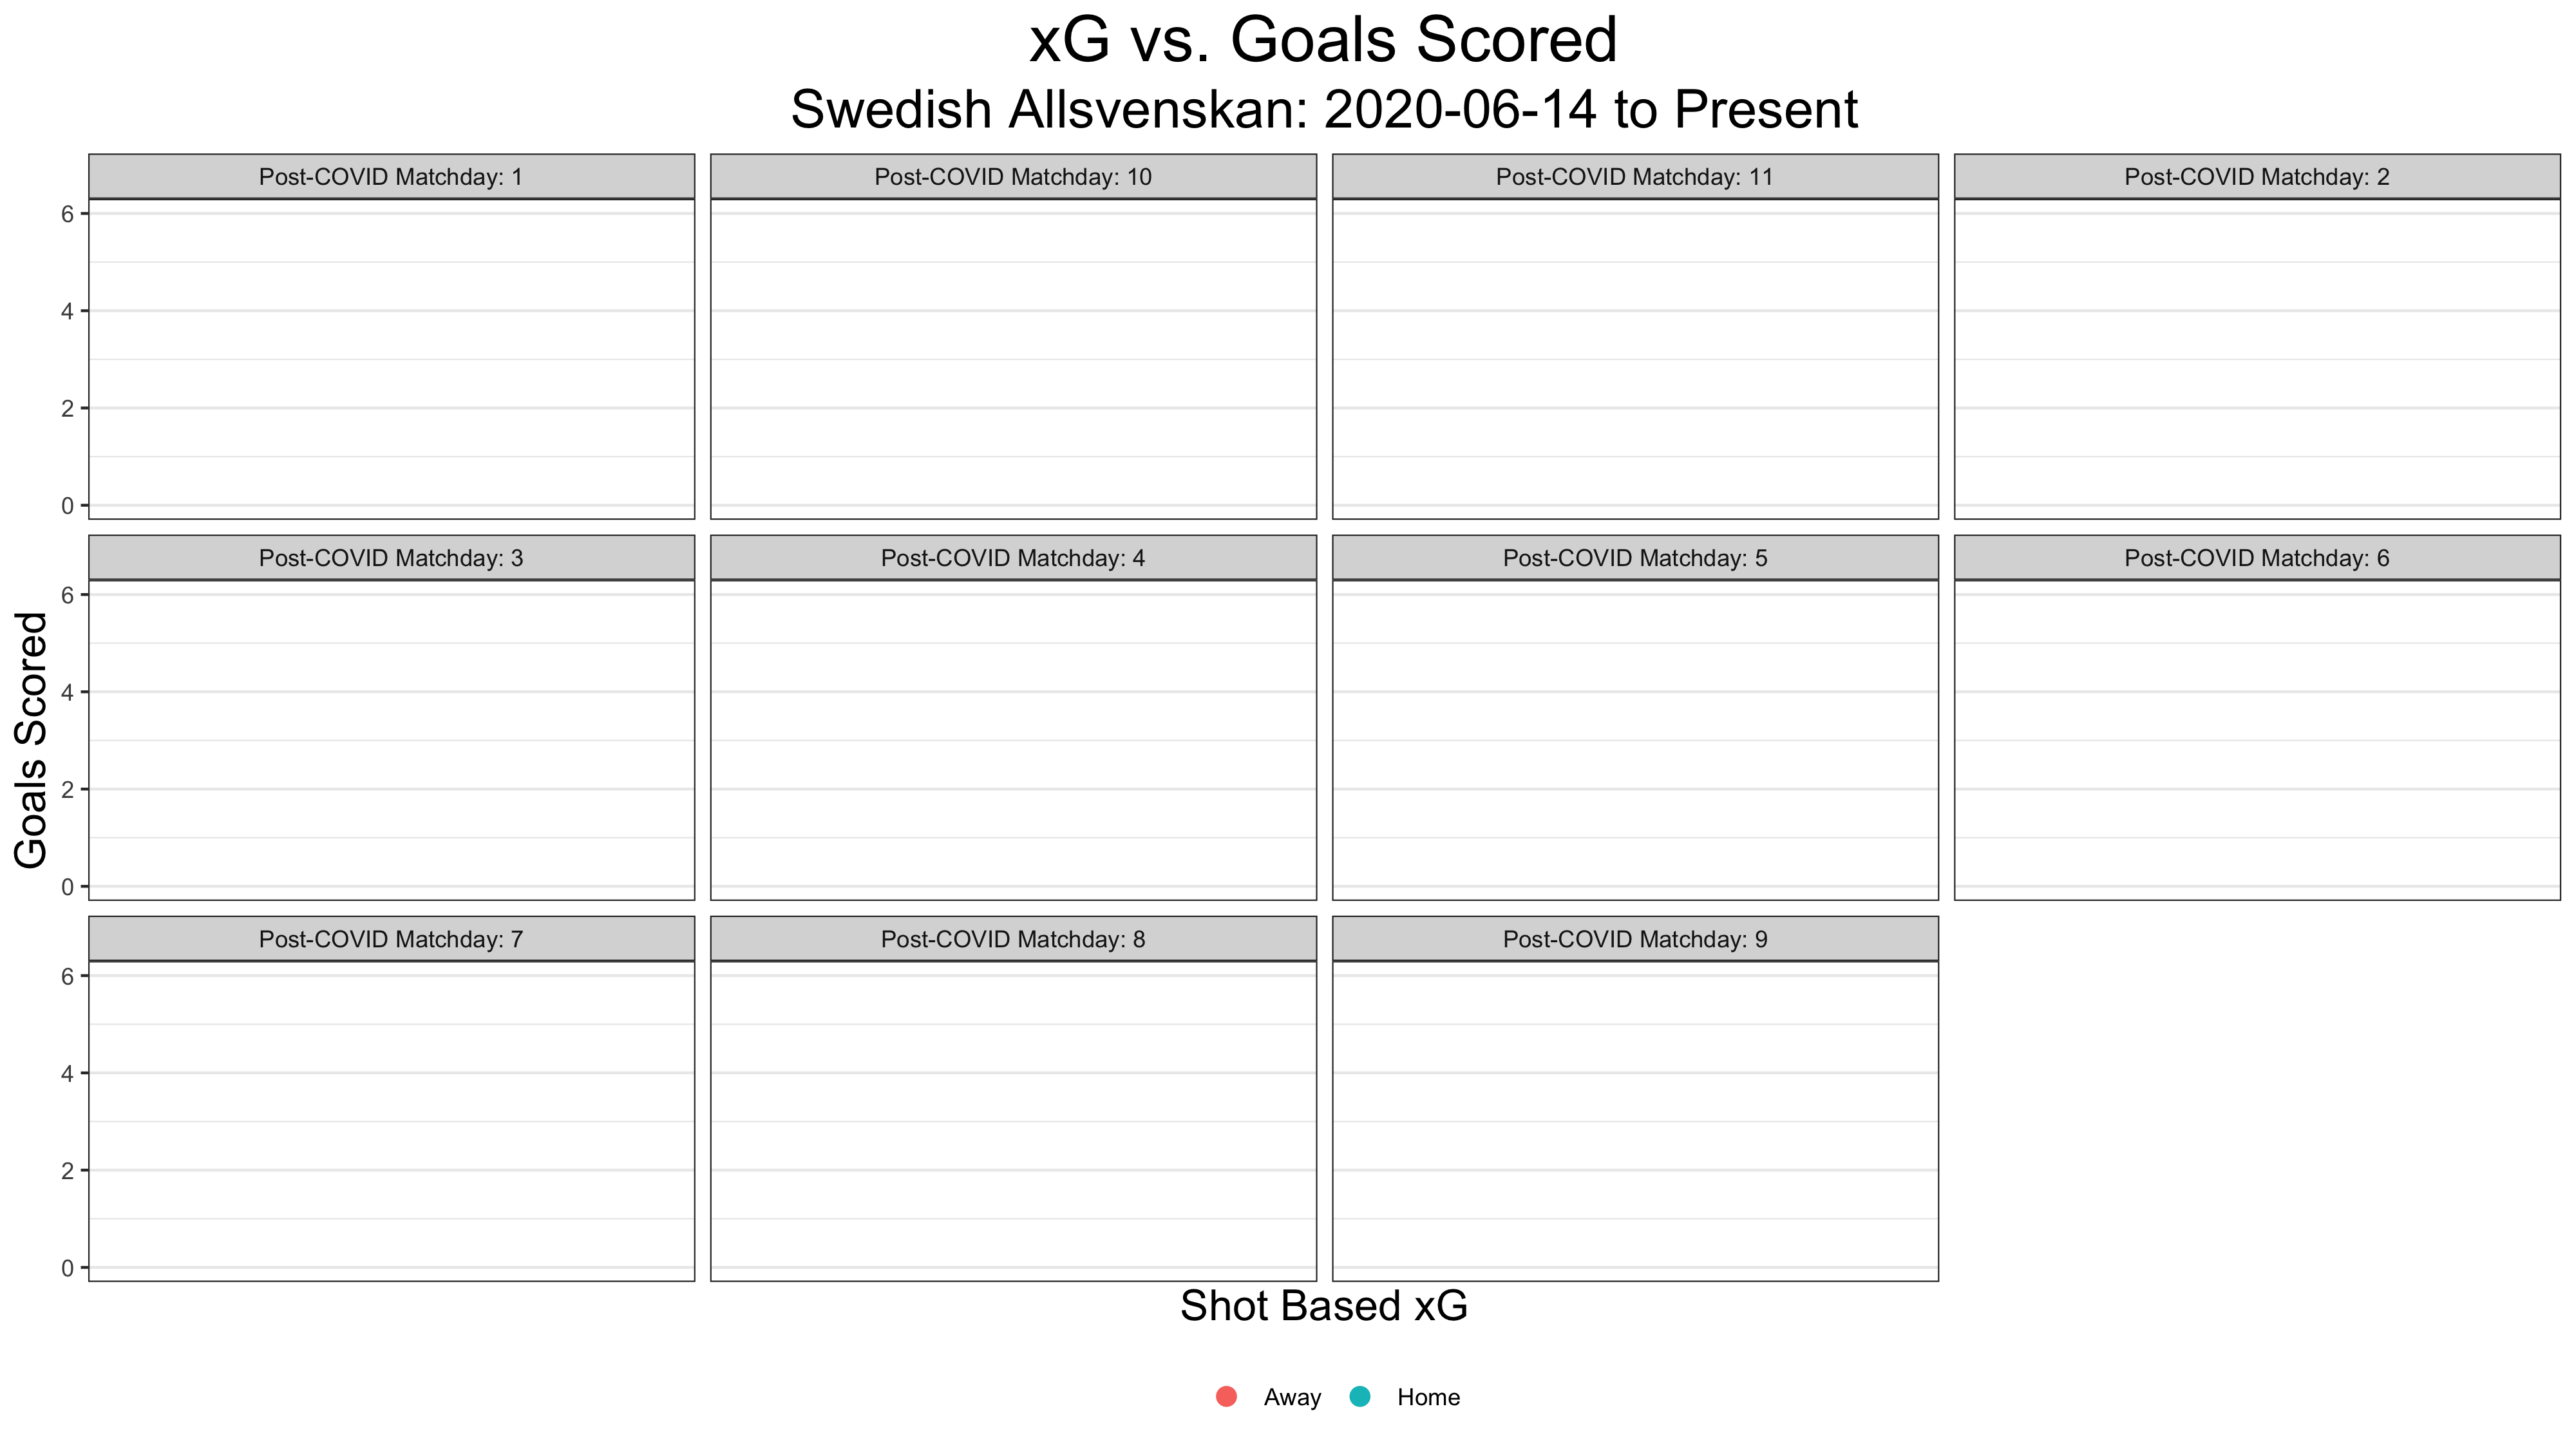 xG vs. Goals Scored
Swedish Allsvenskan: 2020-06-14 to Present
Post-COVID Matchday: 1
Post-COVID Matchday: 10
Post-COVID Matchday: 11
Post-COVID Matchday: 2
6
4
2
0
Post-COVID Matchday: 3
Post-COVID Matchday: 4
Post-COVID Matchday: 5
Post-COVID Matchday: 6
6
4
2
0
Goals Scored
Post-COVID Matchday: 7
Post-COVID Matchday: 8
Post-COVID Matchday: 9
6
4
2
0
Shot Based xG
Away
Home